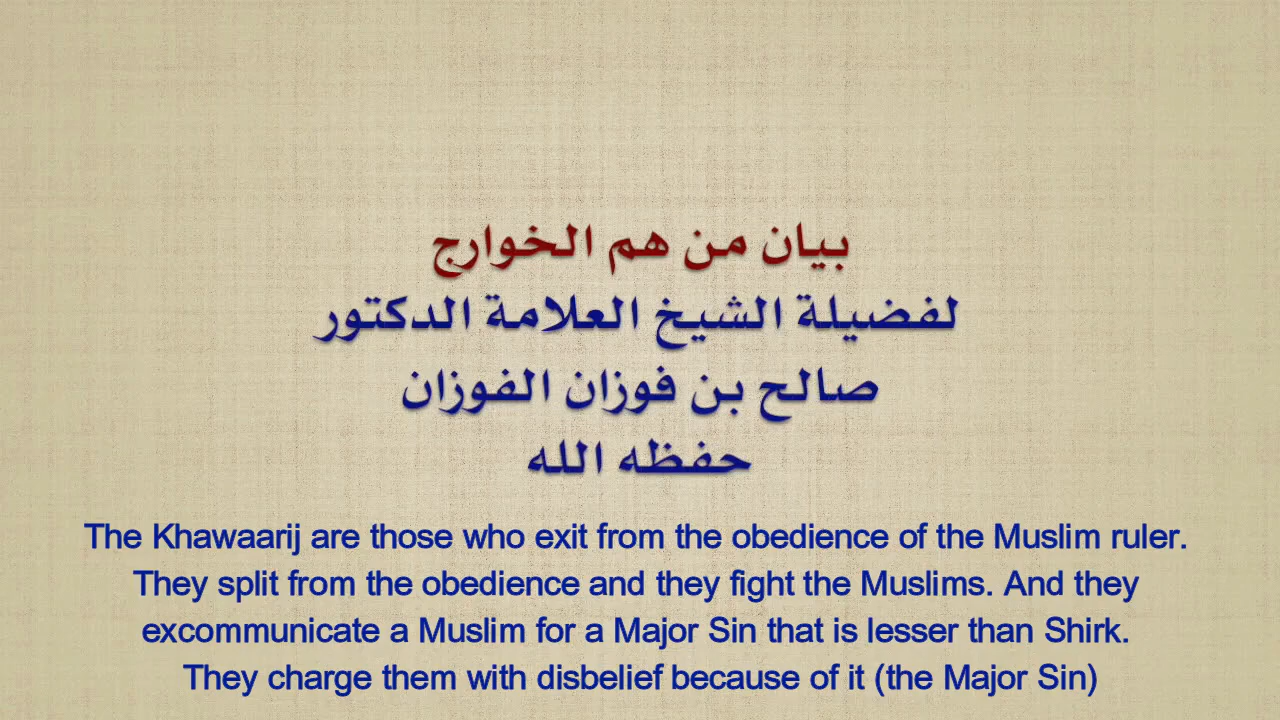 بيان من هم الخوارج
لفضيلة الشيخ العلامة الدكتور
صالح بن فوزان الفوزان
حفظه الله
The Khawaarij are those who exit from the obedience of the Muslim ruler.
They split from the obedience and they fight the Muslims. And they
excommunicate a Muslim for a Major Sin that is lesser than Shirk.
They charge them with disbelief because of it (the Major Sin)